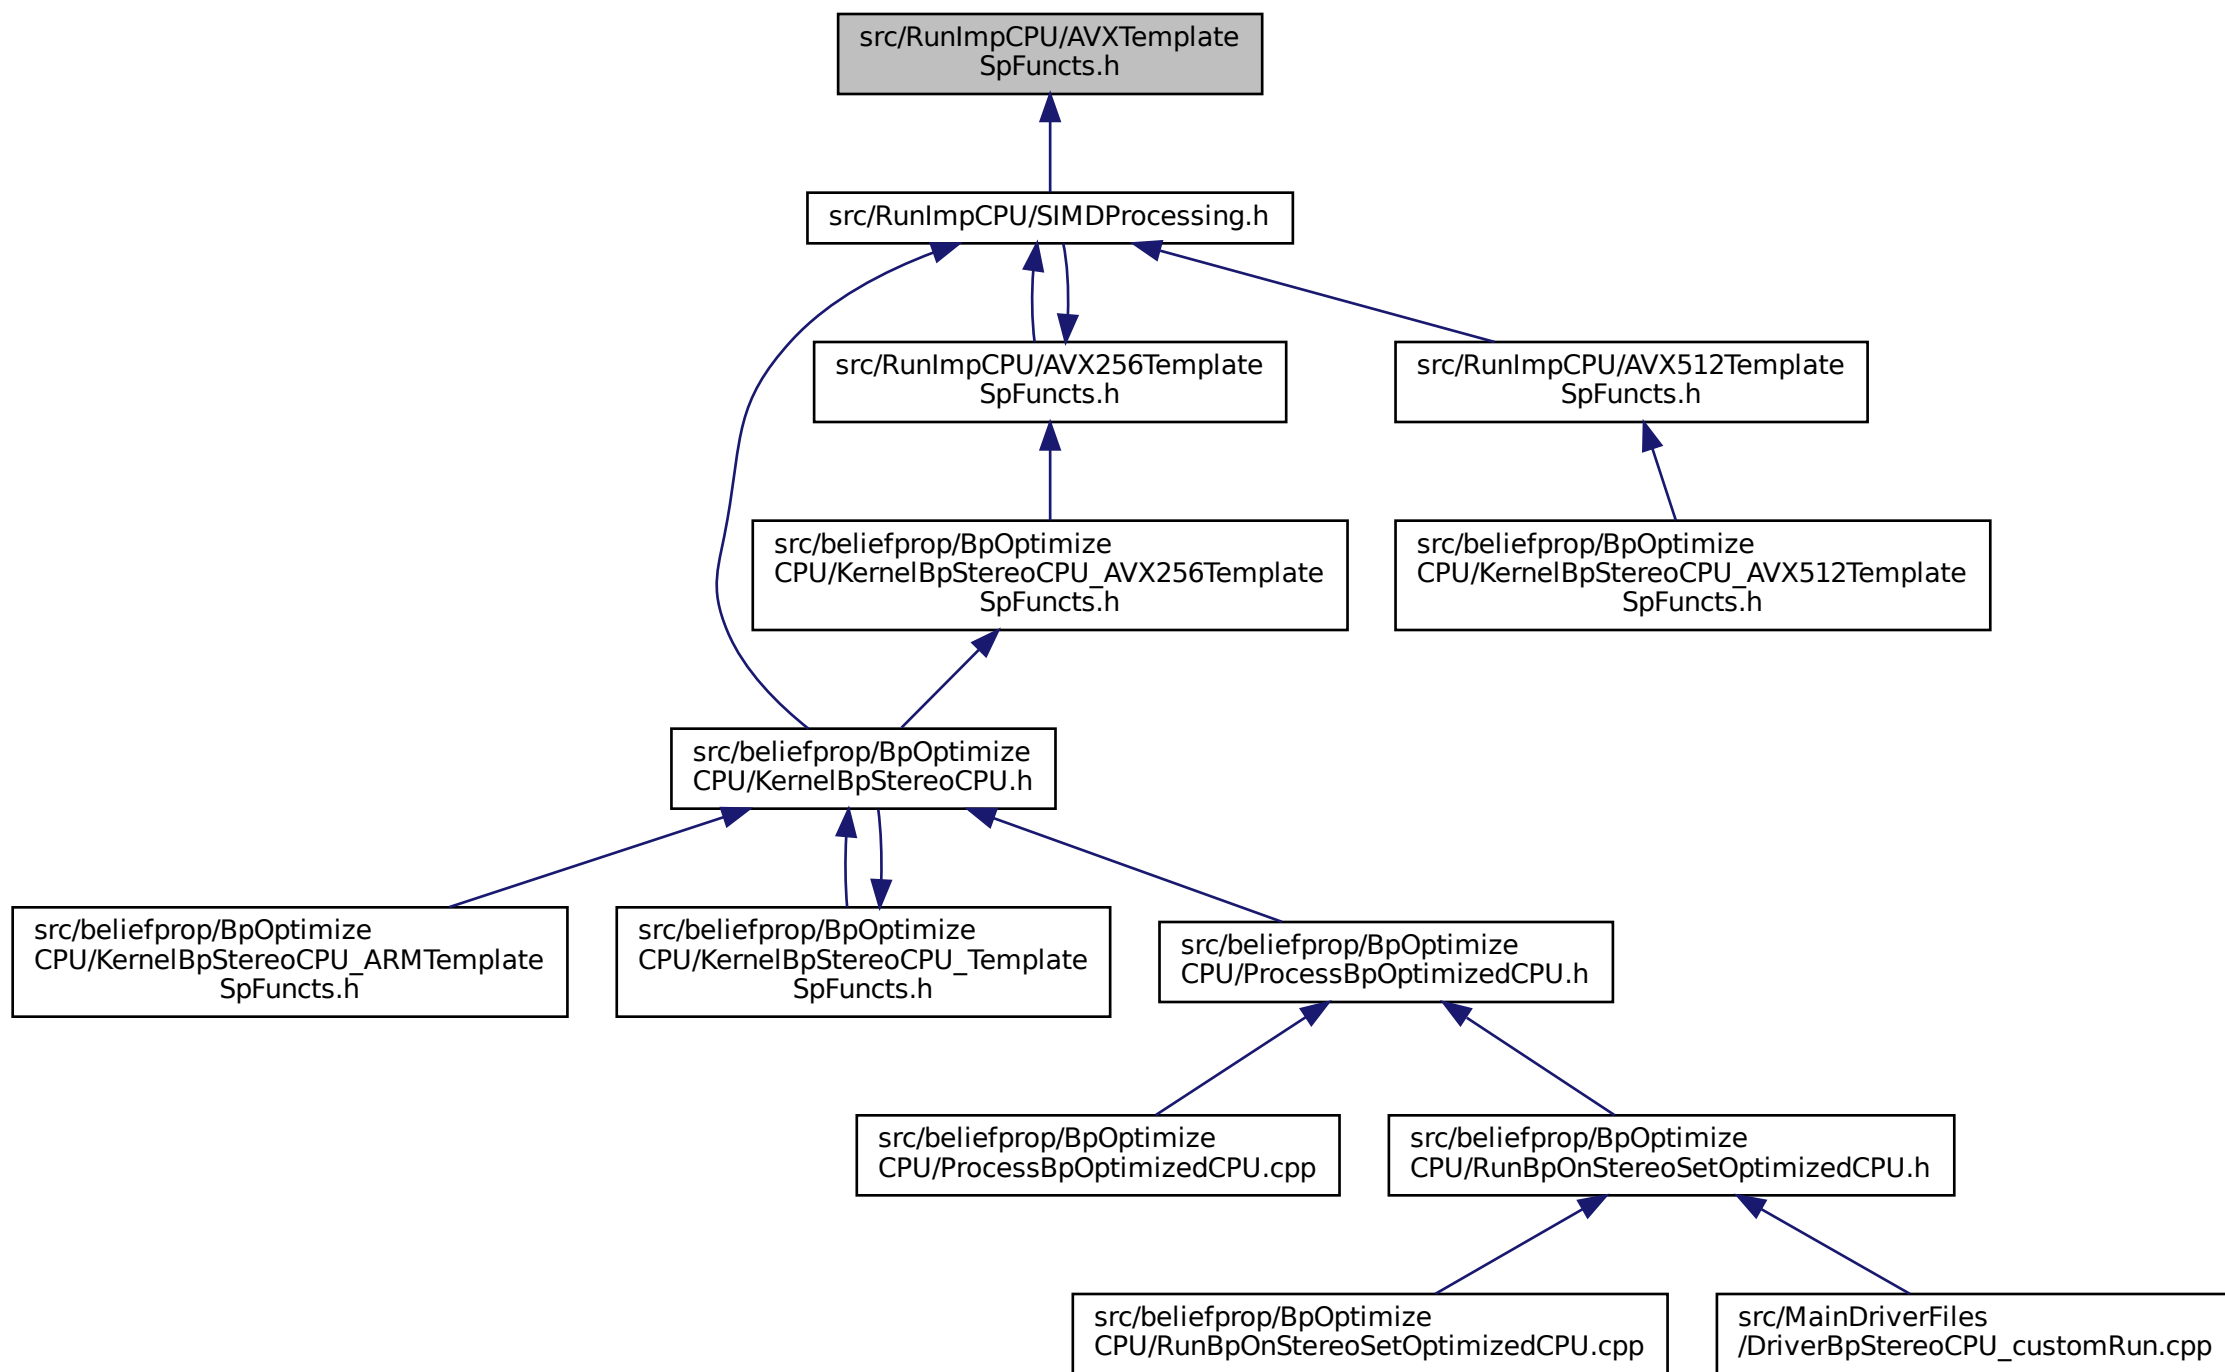 src/RunImpCPU/AVXTemplate
SpFuncts.h
src/RunImpCPU/SIMDProcessing.h
src/RunImpCPU/AVX256Template
SpFuncts.h
src/RunImpCPU/AVX512Template
SpFuncts.h
src/beliefprop/BpOptimize
CPU/KernelBpStereoCPU_AVX256Template
SpFuncts.h
src/beliefprop/BpOptimize
CPU/KernelBpStereoCPU_AVX512Template
SpFuncts.h
src/beliefprop/BpOptimize
CPU/KernelBpStereoCPU.h
src/beliefprop/BpOptimize
CPU/KernelBpStereoCPU_ARMTemplate
SpFuncts.h
src/beliefprop/BpOptimize
CPU/KernelBpStereoCPU_Template
SpFuncts.h
src/beliefprop/BpOptimize
CPU/ProcessBpOptimizedCPU.h
src/beliefprop/BpOptimize
CPU/ProcessBpOptimizedCPU.cpp
src/beliefprop/BpOptimize
CPU/RunBpOnStereoSetOptimizedCPU.h
src/beliefprop/BpOptimize
CPU/RunBpOnStereoSetOptimizedCPU.cpp
src/MainDriverFiles
/DriverBpStereoCPU_customRun.cpp